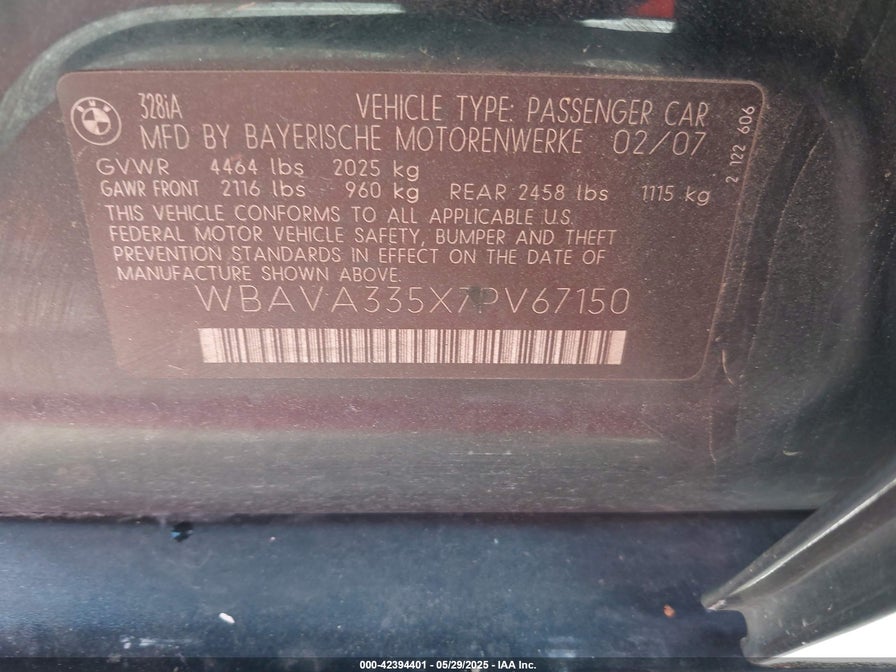 BMW
328iA
VEHICLE TYPE: PASSENGER CAR
MFD BY BAYERISCHE MOTORENWERKE 02/07
GVWR 4464 lbs 2025 kg
GAWR FRONT 2116 lbs 960 kg REAR 2458 lbs 1115 kg
THIS VEHICLE CONFORMS TO ALL APPLICABLE U.S.
FEDERAL MOTOR VEHICLE SAFETY, BUMPER AND THEFT
PREVENTION STANDARDS IN EFFECT ON THE DATE OF
MANUFACTURE SHOWN ABOVE.
WBAVA335X7PV67150
2 122 606
000-42394401 - 05/29/2025 - IAA Inc.